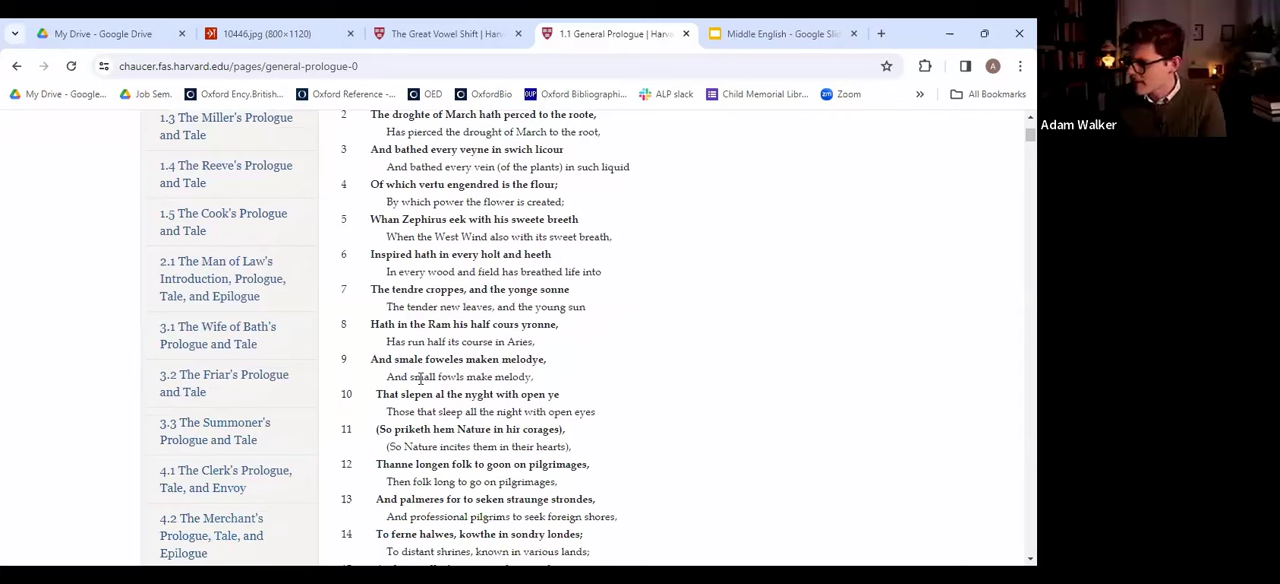 My Drive - Google Drive
10446.jpg (800×1120)
The Great Vowel Shift | Harv
1.1 General Prologue | Harva
Middle English - Google Slid
chaucer.fas.harvard.edu/pages/general-prologue-0
A
My Drive - Google...
Job Sem.
Oxford Ency.British...
Oxford Reference -...
OED
OxfordBio
Oxford Bibliographi...
ALP slack
Child Memorial Libr...
Zoom
»
All Bookmarks
Adam Walker
1.3 The Miller's Prologue
and Tale
1.4 The Reeve's Prologue
and Tale
1.5 The Cook's Prologue
and Tale
2.1 The Man of Law's
Introduction, Prologue,
Tale, and Epilogue
3.1 The Wife of Bath's
Prologue and Tale
3.2 The Friar's Prologue
and Tale
3.3 The Summoner's
Prologue and Tale
4.1 The Clerk's Prologue,
Tale, and Envoy
4.2 The Merchant's
Prologue, Tale, and
Epilogue
2 The droghte of March hath perced to the roote,
Has pierced the drought of March to the root,
3 And bathed every veyne in swich licour
And bathed every vein (of the plants) in such liquid
4 Of which vertu engendred is the flour;
By which power the flower is created;
5 Whan Zephirus eek with his sweete breeth
When the West Wind also with its sweet breath,
6 Inspired hath in every holt and heeth
In every wood and field has breathed life into
7 The tendre croppes, and the yonge sonne
The tender new leaves, and the young sun
8 Hath in the Ram his half cours yronne,
Has run half its course in Aries,
9 And smale foweles maken melodye,
And small fowls make melody,
10 That slepen al the nyght with open ye
Those that sleep all the night with open eyes
11 (So priketh hem Nature in hir corages),
(So Nature incites them in their hearts),
12 Thanne longen folk to goon on pilgrimages,
Then folk long to go on pilgrimages,
13 And palmeres for to seken straunge strondes,
And professional pilgrims to seek foreign shores,
14 To ferne halwes, kowthe in sondry londes;
To distant shrines, known in various lands;